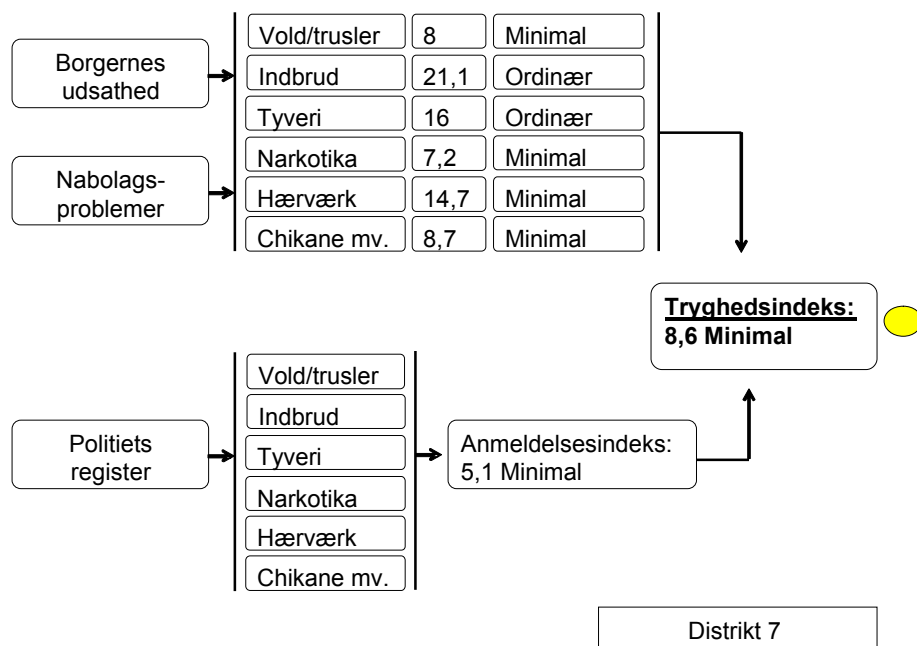 Borgernes
udsathed
Nabolags-
problemer
Vold/trusler 8 Minimal
Indbrud 21,1 Ordinær
Tyveri 16 Ordinær
Narkotika 7,2 Minimal
Hærværk 14,7 Minimal
Chikane mv. 8,7 Minimal
Tryghedsindeks:
8,6 Minimal
Politiets
register
Vold/trusler
Indbrud
Tyveri
Narkotika
Hærværk
Chikane mv.
Anmeldelsesindeks:
5,1 Minimal
Distrikt 7